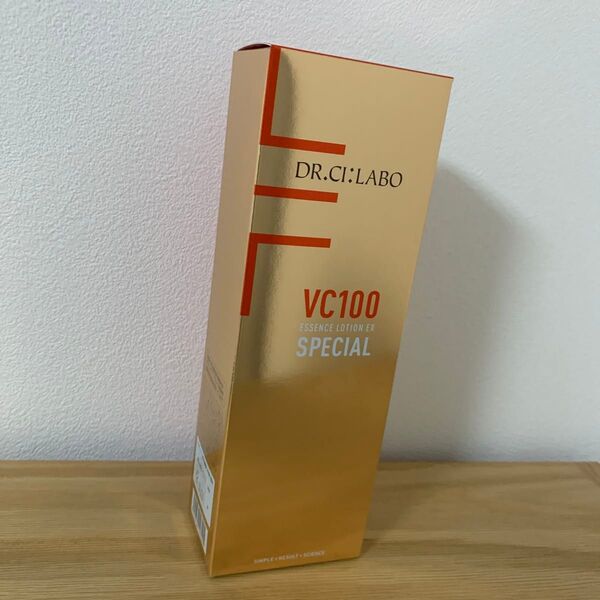 DR.CI:LABO
VC100
ESSENCE LOTION EX
SPECIAL
SIMPLE • RESULT • SCIENCE